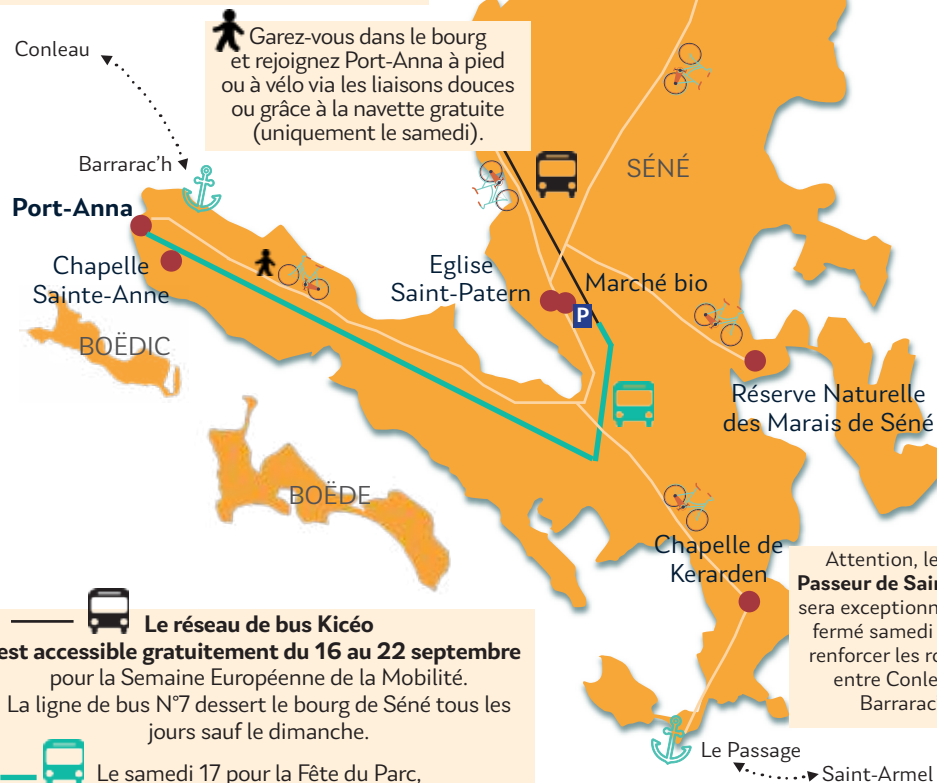 Garez-vous dans le bourg
et rejoignez Port-Anna à pied
ou à vélo via les liaisons douces
ou grâce à la navette gratuite
(uniquement le samedi).
Conleau
Barrarac’h
Port-Anna
Chapelle
Sainte-Anne
BOËDIC
BOËDE
SÉNÉ
Eglise
Saint-Patern
Marché bio
P
Réserve Naturelle
des Marais de Séné
Chapelle de
Kerarden
Attention, le
Passeur de Sain
sera exceptionn
fermé samedi
renforcer les ro
entre Conle
Barrarac
Le réseau de bus Kicéo
est accessible gratuitement du 16 au 22 septembre
pour la Semaine Européenne de la Mobilité.
La ligne de bus N°7 dessert le bourg de Séné tous les
jours sauf le dimanche.
Le samedi 17 pour la Fête du Parc,
Le Passage
Saint-Armel